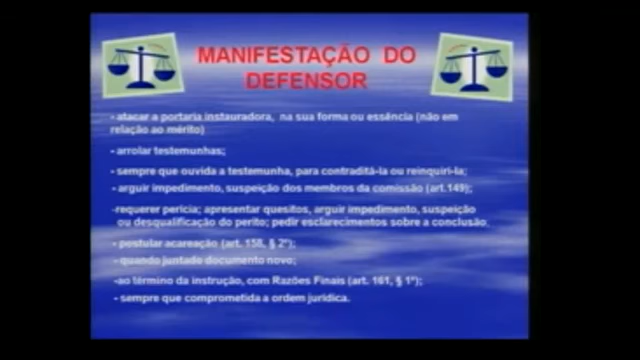 MANIFESTAÇÃO DO
DEFENSOR
- atacar a portaria instauradora, na sua forma ou essência (não em
relação ao mérito)
- arrolar testemunhas;
- sempre que ouvida a testemunha, para contraditá-la ou reinquiri-la;
- arguir impedimento, suspeição dos membros da comissão (art.149);
-requerer perícia; apresentar quesitos, arguir impedimento, suspeição
ou desqualificação do perito; pedir esclarecimentos sobre a conclusão;
- postular acareação (art. 158, § 2º);
- quando juntado documento novo;
-ao término da instrução, com Razões Finais (art. 161, § 1º);
- sempre que comprometida a ordem jurídica.